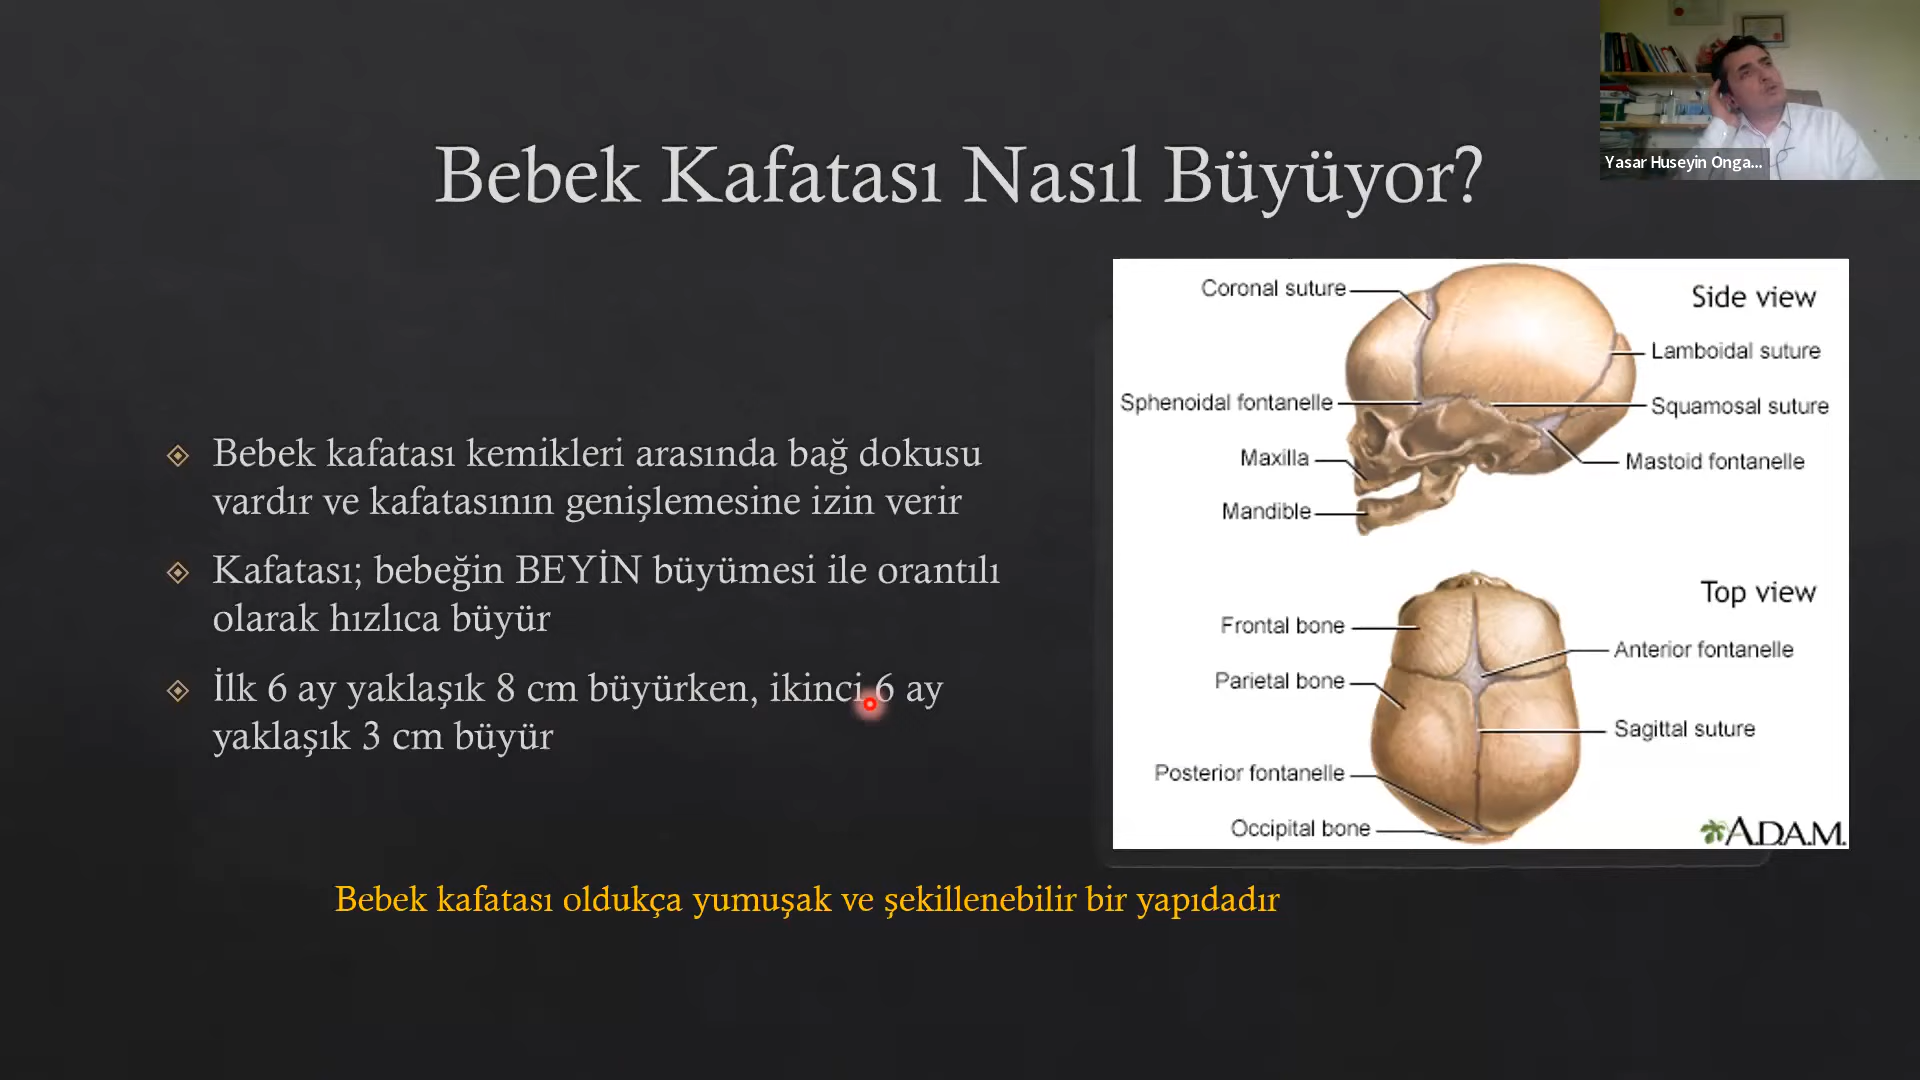 Yasar Huseyin Onga...
Bebek Kafatası Nasıl Büyüyor?
Bebek kafatası kemikleri arasında bağ dokusu
vardır ve kafatasının genişlemesine izin verir
Kafatası; bebeğin BEYİN büyümesi ile orantılı
olarak hızlıca büyür
İlk 6 ay yaklaşık 8 cm büyürken, ikinci 6 ay
yaklaşık 3 cm büyür
Side view
Coronal suture
Lamboidal suture
Sphenoidal fontanelle
Squamosal suture
Maxilla
Mastoid fontanelle
Mandible
Top view
Frontal bone
Anterior fontanelle
Parietal bone
Sagittal suture
Posterior fontanelle
Occipital bone
A.D.A.M.
Bebek kafatası oldukça yumuşak ve şekillenebilir bir yapıdadır